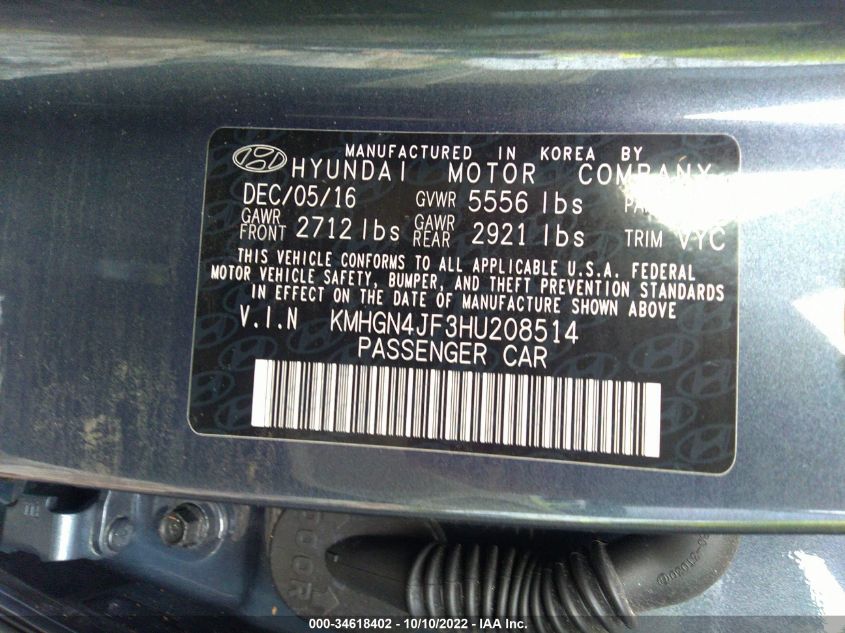 MANUFACTURED IN KOREA BY
HYUNDAI MOTOR COMPANY
DEC/05/16 GVWR 5556 lbs
GAWR FRONT 2712 lbs GAWR REAR 2921 lbs TRIM VYC
THIS VEHICLE CONFORMS TO ALL APPLICABLE U.S.A. FEDERAL
MOTOR VEHICLE SAFETY, BUMPER, AND THEFT PREVENTION STANDARDS
IN EFFECT ON THE DATE OF MANUFACTURE SHOWN ABOVE
V.I.N KMHGN4JF3HU208514
PASSENGER CAR
DOOR
000-34618402 - 10/10/2022 - IAA Inc.